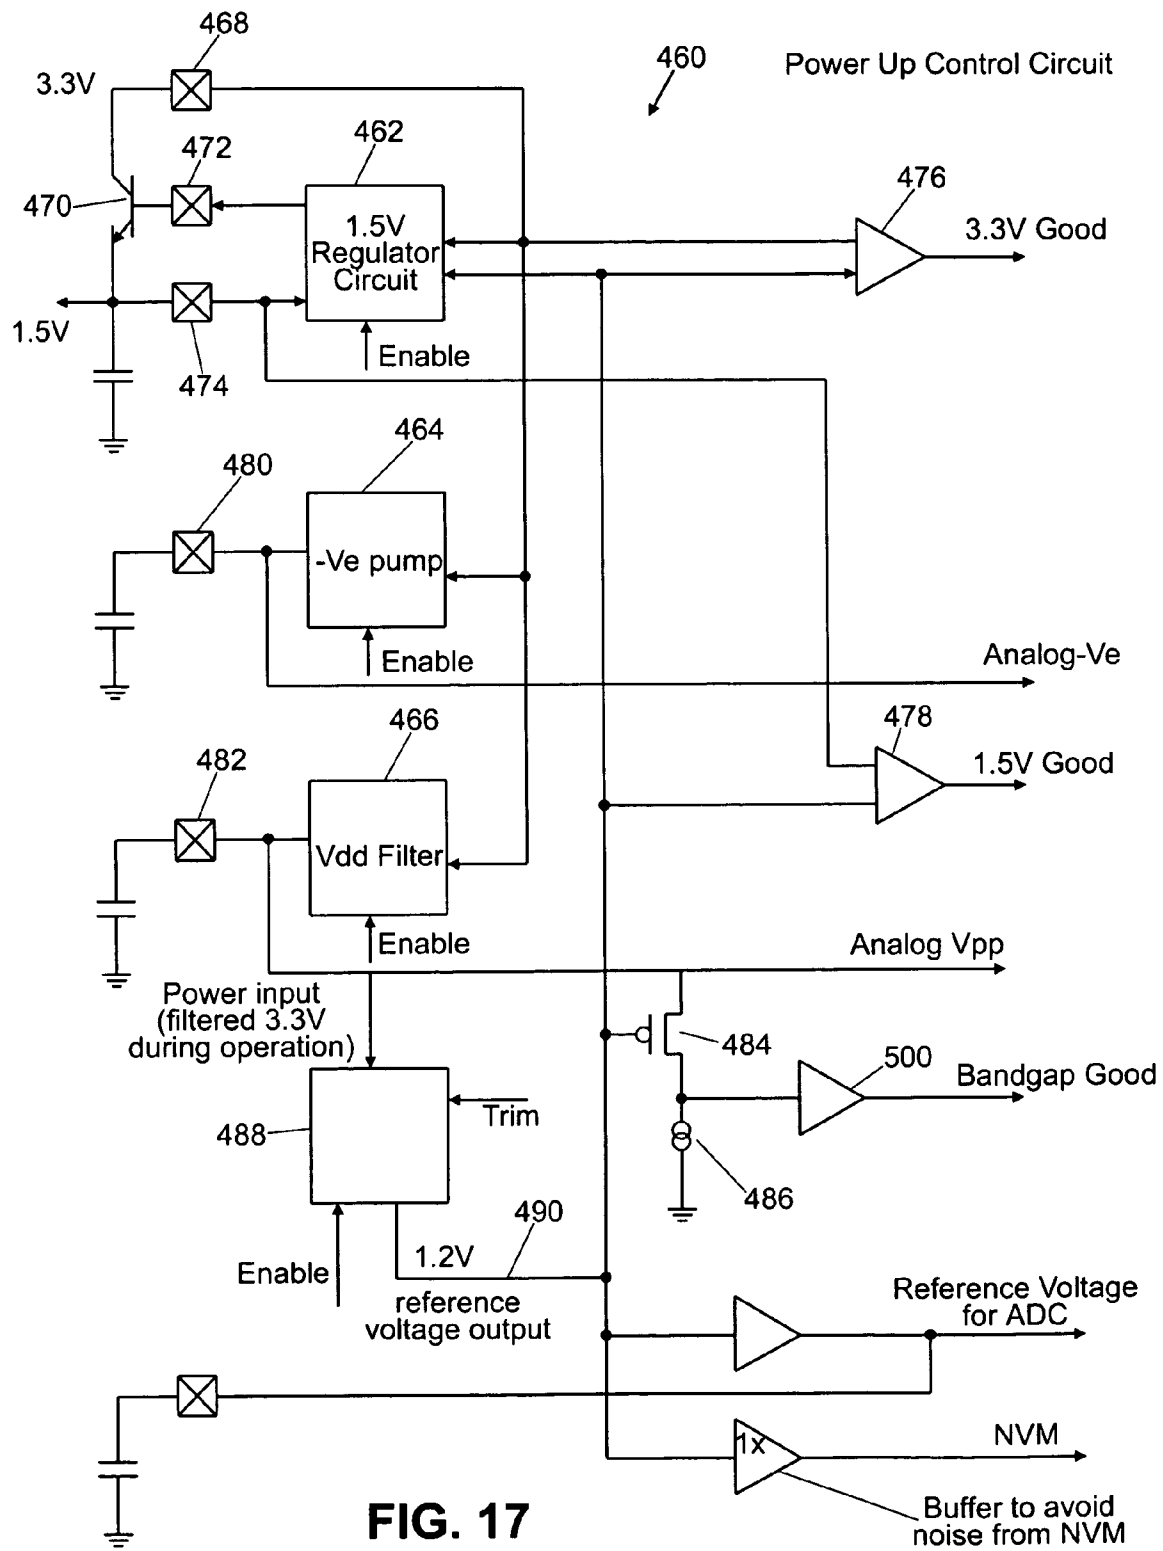 468
460
Power Up Control Circuit
3.3V
462
472
470
476
1.5V
Regulator
Circuit
3.3V Good
1.5V
474
Enable
464
480
-Ve pump
Enable
Analog-Ve
466
478
482
1.5V Good
Vdd Filter
Enable
Analog Vpp
Power input
(filtered 3.3V
during operation)
484
500
Bandgap Good
488
Trim
486
490
Enable
1.2V
reference
voltage output
Reference Voltage
for ADC
1x
NVM
Buffer to avoid
noise from NVM
FIG. 17